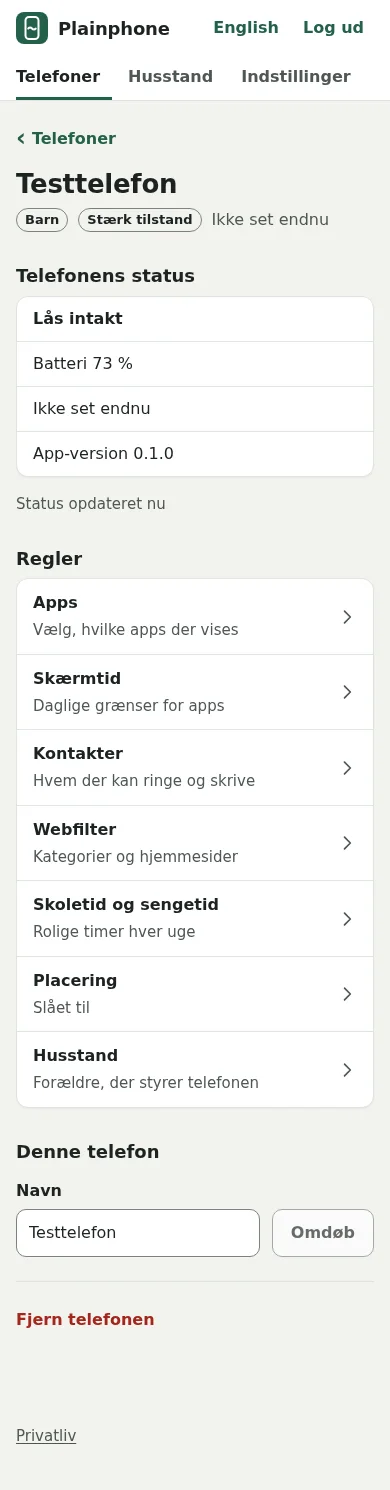 Plainphone English Log ud
Telefoner Husstand Indstillinger
‹ Telefoner
Testtelefon
Barn Stærk tilstand Ikke set endnu
Telefonens status
Lås intakt
Batteri 73 %
Ikke set endnu
App-version 0.1.0
Status opdateret nu
Regler
Apps
Vælg, hvilke apps der vises
Skærmtid
Daglige grænser for apps
Kontakter
Hvem der kan ringe og skrive
Webfilter
Kategorier og hjemmesider
Skoletid og sengetid
Rolige timer hver uge
Placering
Slået til
Husstand
Forældre, der styrer telefonen
Denne telefon
Navn
Testtelefon Omdøb
Fjern telefonen
Privatliv